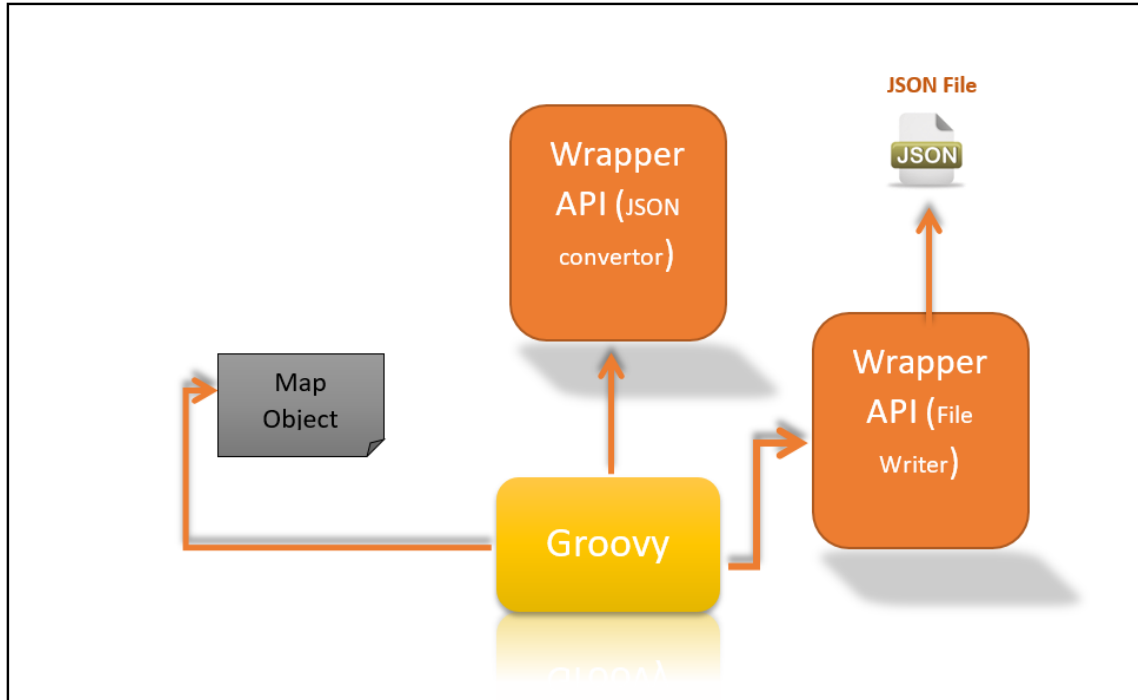 JSON File
JSON
Wrapper
API (JSON
convertor)
Wrapper
API (File
Writer)
Map
Object
Groovy